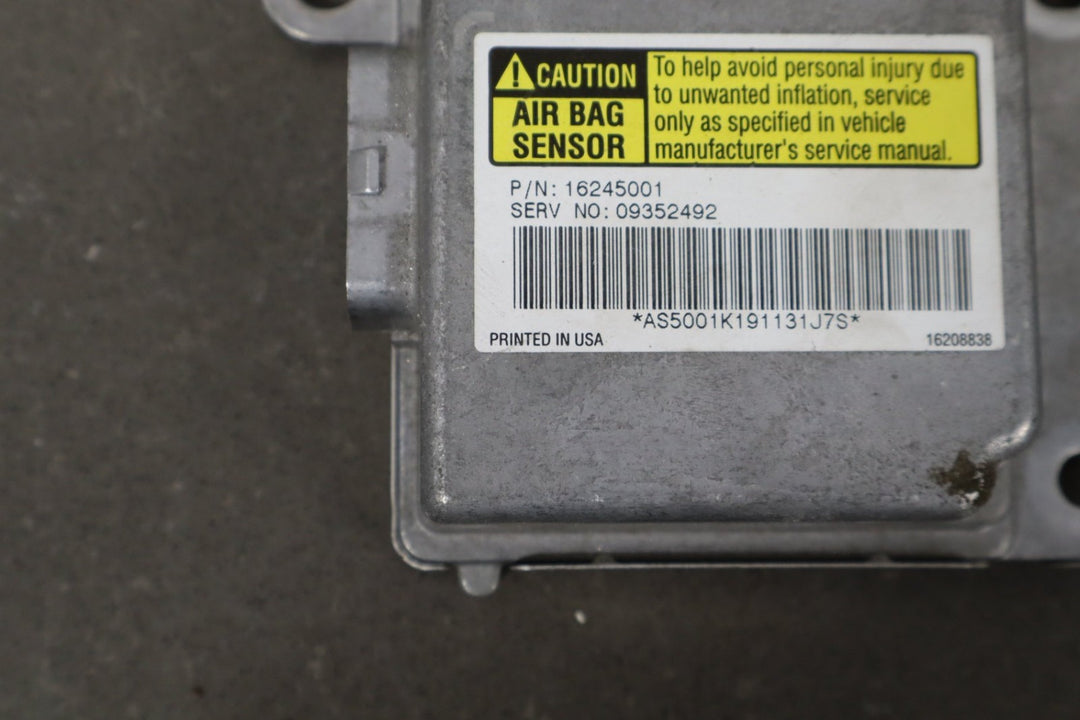 CAUTION
AIR BAG
SENSOR
To help avoid personal injury due
to unwanted inflation, service
only as specified in vehicle
manufacturer's service manual.
P/N: 16245001
SERV NO: 09352492
*AS5001K191131J7S*
PRINTED IN USA
16208838